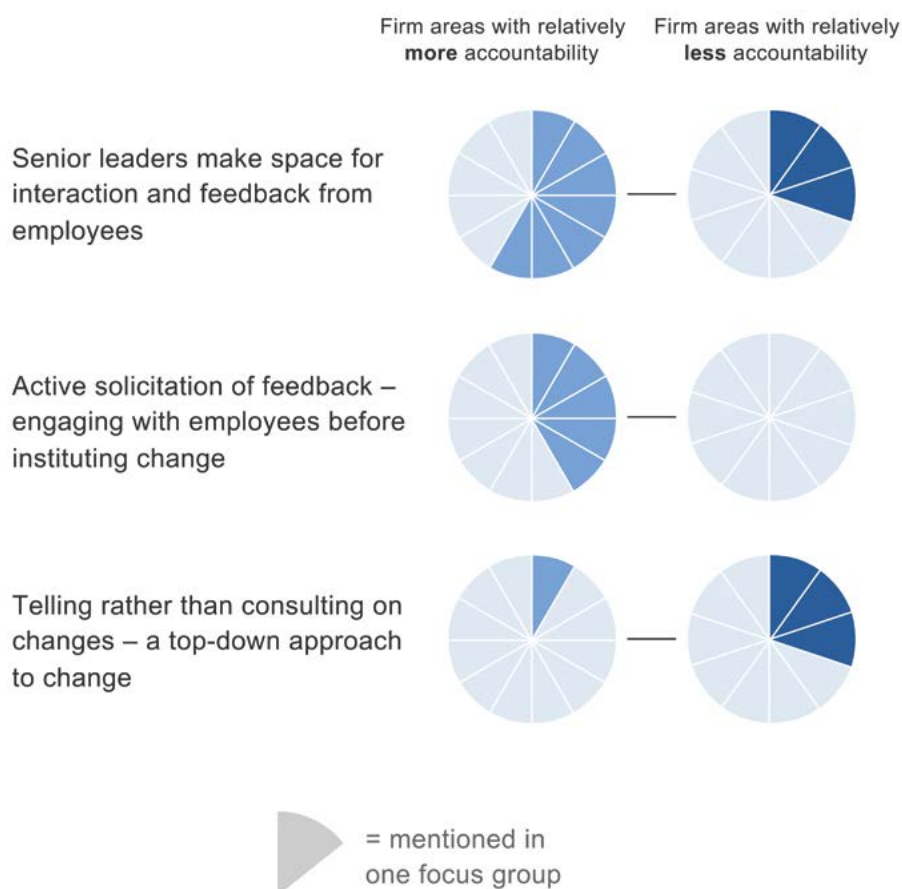 Firm areas with relatively
more accountability
Firm areas with relatively
less accountability
Senior leaders make space for
interaction and feedback from
employees
Active solicitation of feedback –
engaging with employees before
instituting change
Telling rather than consulting on
changes – a top-down approach
to change
= mentioned in
one focus group